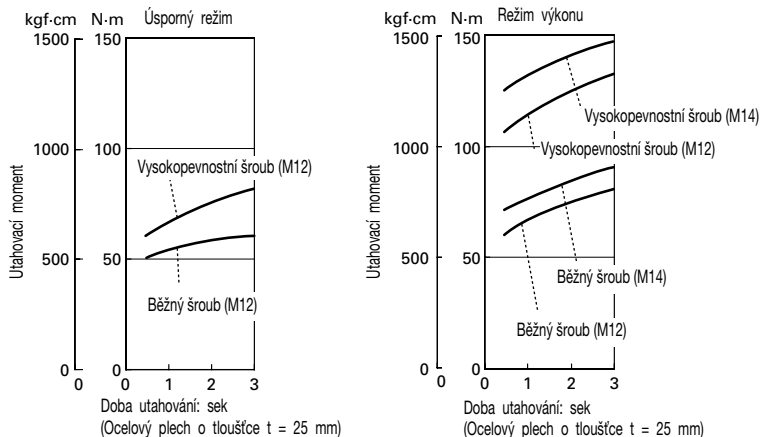 kgf·cm N·m Úsporný režim
1500 150
Vysokopevnostní šroub (M12)
1000 100
Utahovací moment
500 50
Běžný šroub (M12)
0 0
0 0 1 2 3
Doba utahování: sek
(Ocelový plech o tloušťce t = 25 mm)
kgf·cm N·m Režim výkonu
1500 150
Vysokopevnostní šroub (M14)
1000 100
Vysokopevnostní šroub (M12)
Utahovací moment
500 50
Běžný šroub (M14)
Běžný šroub (M12)
0 0
0 0 1 2 3
Doba utahování: sek
(Ocelový plech o tloušťce t = 25 mm)